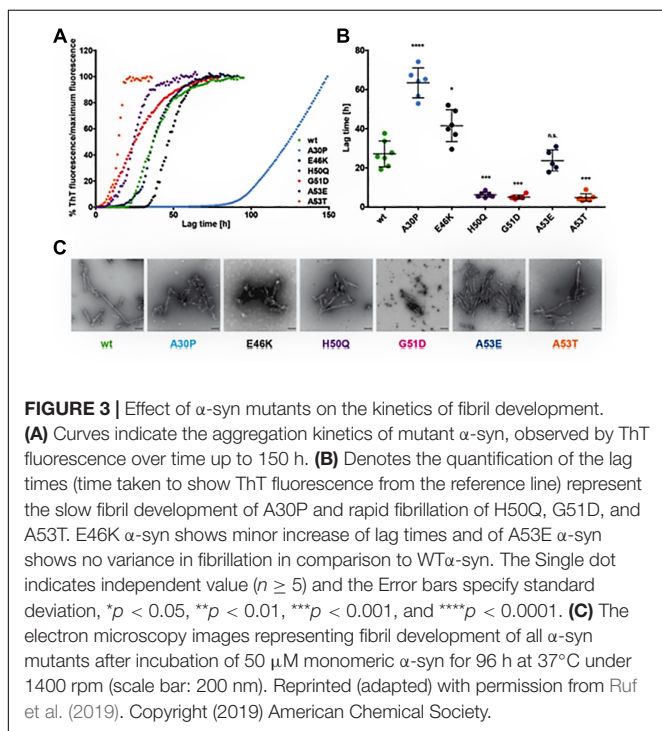 A
B
% ThT fluorescence/maximum fluorescence
120
100
80
60
40
20
0
0
50
100
150
Lag time [h]
wt
A30P
E46K
H50Q
G51D
A53E
A53T
Lag time [h]
80
60
40
20
0
****
*
***
***
n.s.
***
wt
A30P
E46K
H50Q
G51D
A53E
A53T
C
wt A30P E46K H50Q G51D A53E A53T
FIGURE 3 | Effect of α-syn mutants on the kinetics of fibril development.
(A) Curves indicate the aggregation kinetics of mutant α-syn, observed by ThT
fluorescence over time up to 150 h. (B) Denotes the quantification of the lag
times (time taken to show ThT fluorescence from the reference line) represent
the slow fibril development of A30P and rapid fibrillation of H50Q, G51D, and
A53T. E46K α-syn shows minor increase of lag times and of A53E α-syn
shows no variance in fibrillation in comparison to WTα-syn. The Single dot
indicates independent value (n ≥ 5) and the Error bars specify standard
deviation, *p < 0.05, **p < 0.01, ***p < 0.001, and ****p < 0.0001. (C) The
electron microscopy images representing fibril development of all α-syn
mutants after incubation of 50 μM monomeric α-syn for 96 h at 37°C under
1400 rpm (scale bar: 200 nm). Reprinted (adapted) with permission from Ruf
et al. (2019). Copyright (2019) American Chemical Society.